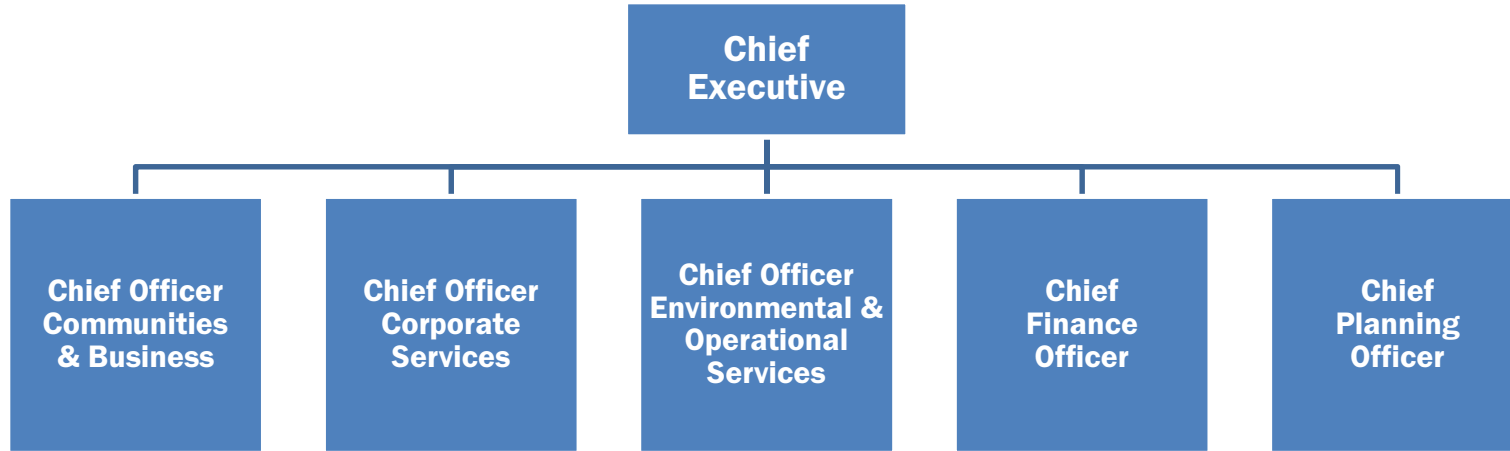 Chief
Executive
Chief Officer
Communities
& Business
Chief Officer
Corporate
Services
Chief Officer
Environmental &
Operational
Services
Chief
Finance
Officer
Chief
Planning
Officer